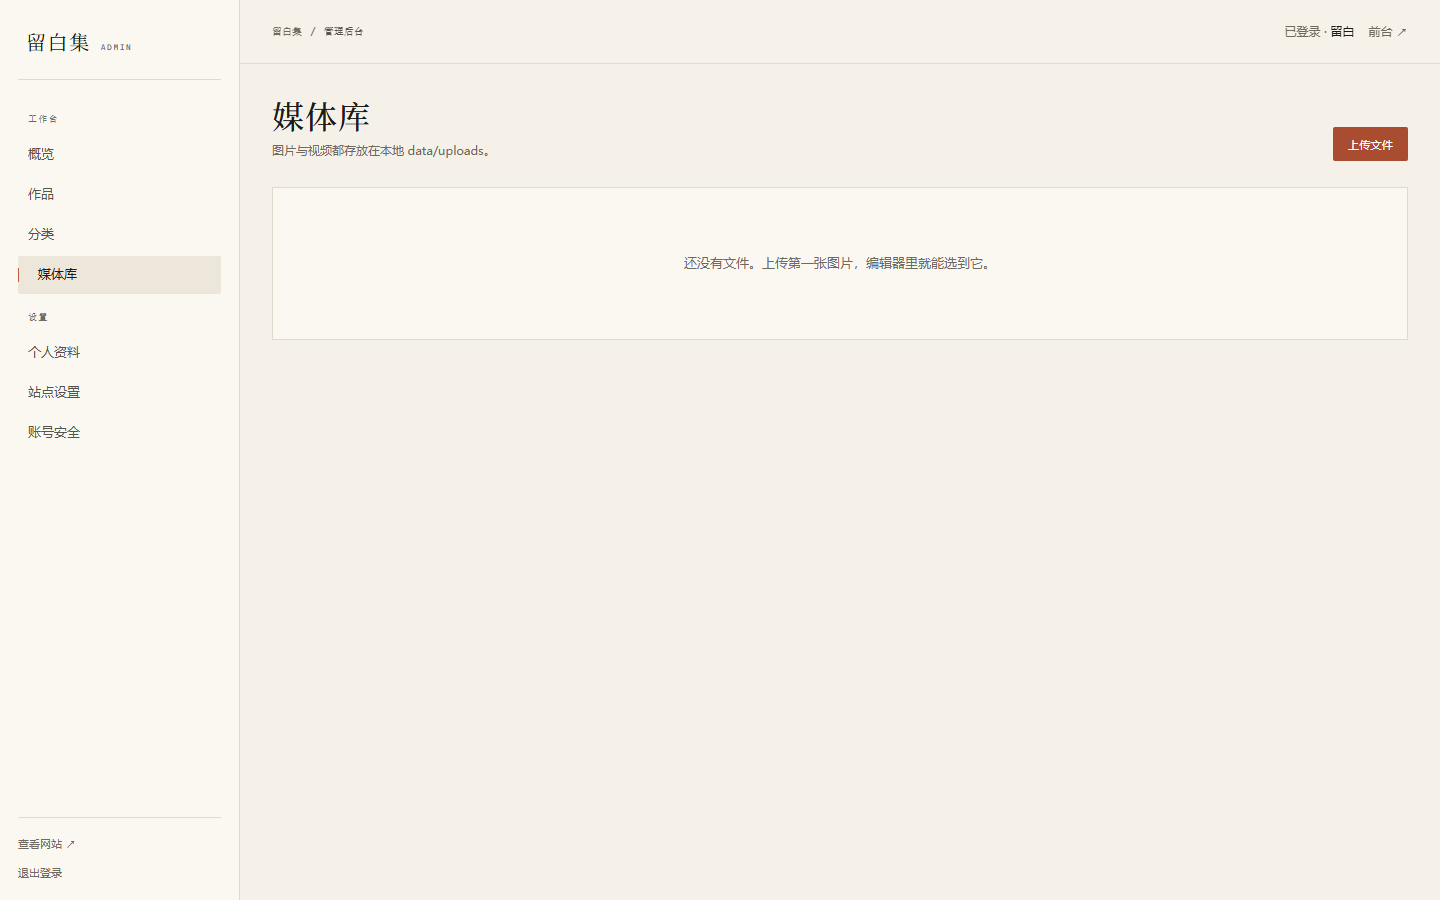 留白集 ADMIN
工作台
概览
作品
分类
媒体库
设置
个人资料
站点设置
账号安全
查看网站 ↗
退出登录
留白集 / 管理后台
已登录 · 留白 前台 ↗
媒体库
图片与视频都存放在本地 data/uploads。
上传文件
还没有文件。上传第一张图片，编辑器里就能选到它。